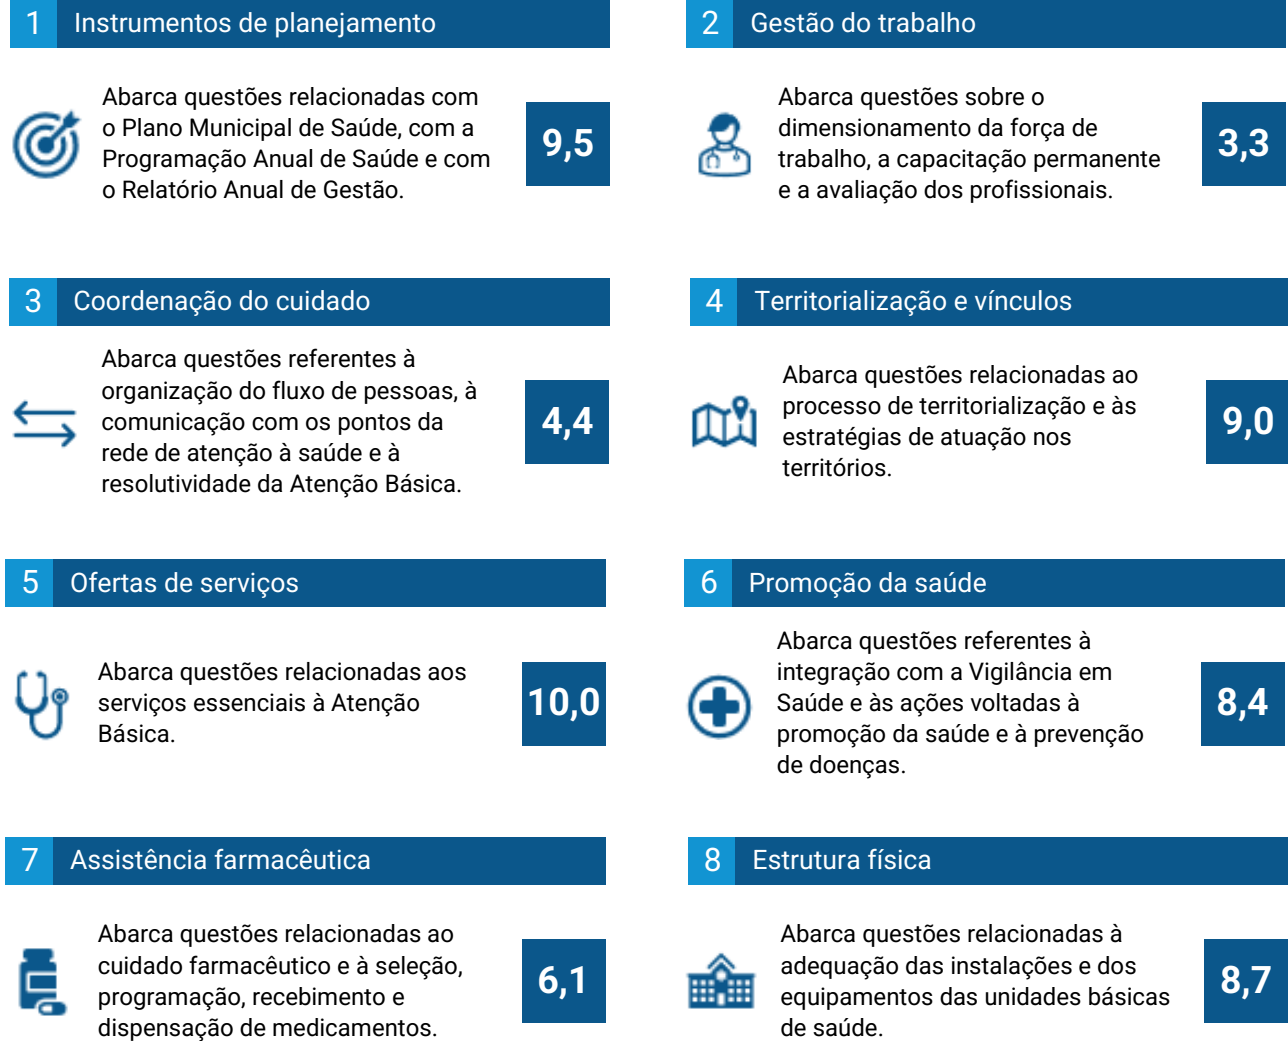 1 Instrumentos de planejamento
Abarca questões relacionadas com
o Plano Municipal de Saúde, com a
Programação Anual de Saúde e com
o Relatório Anual de Gestão.
9,5
2 Gestão do trabalho
Abarca questões sobre o
dimensionamento da força de
trabalho, a capacitação permanente
e a avaliação dos profissionais.
3,3
3 Coordenação do cuidado
Abarca questões referentes à
organização do fluxo de pessoas, à
comunicação com os pontos da
rede de atenção à saúde e à
resolutividade da Atenção Básica.
4,4
4 Territorialização e vínculos
Abarca questões relacionadas ao
processo de territorialização e às
estratégias de atuação nos
territórios.
9,0
5 Ofertas de serviços
Abarca questões relacionadas aos
serviços essenciais à Atenção
Básica.
10,0
6 Promoção da saúde
Abarca questões referentes à
integração com a Vigilância em
Saúde e às ações voltadas à
promoção da saúde e à prevenção
de doenças.
8,4
7 Assistência farmacêutica
Abarca questões relacionadas ao
cuidado farmacêutico e à seleção,
programação, recebimento e
dispensação de medicamentos.
6,1
8 Estrutura física
Abarca questões relacionadas à
adequação das instalações e dos
equipamentos das unidades básicas
de saúde.
8,7